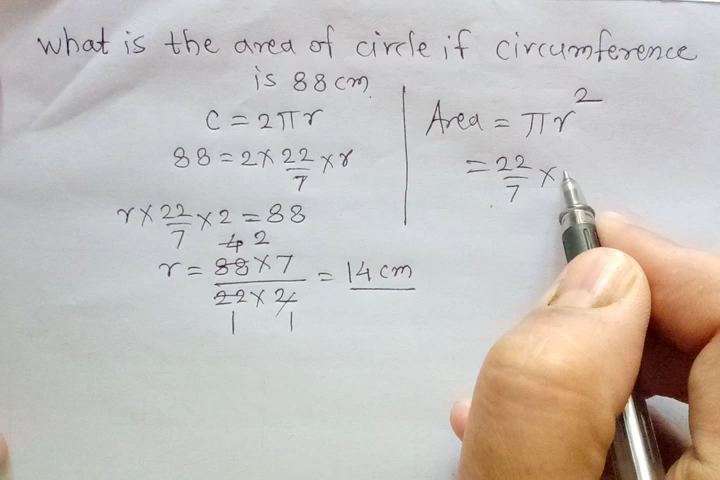 What is the area of circle if circumference
is 88 cm
C = 2πr
88 = 2 × 22/7 × r
r × 22/7 × 2 = 88
4 2
r = 88 × 7 / 22 × 2 = 14 cm
1 1
Area = πr²
= 22/7 ×